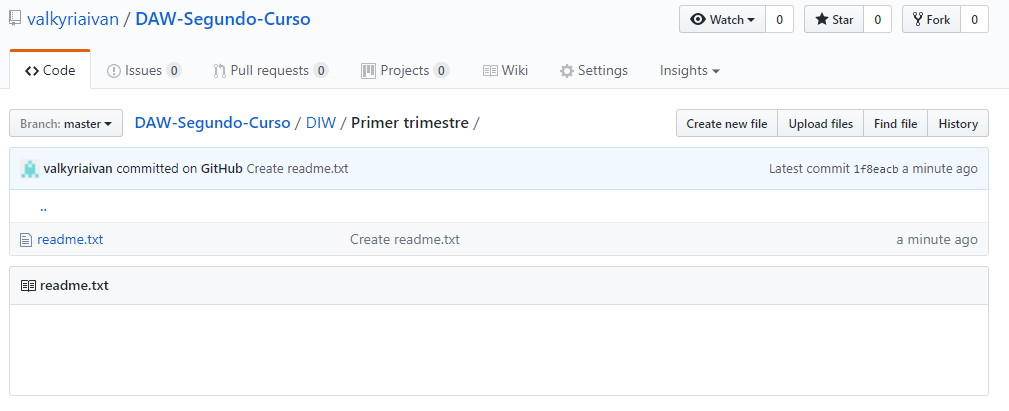 valkyriaivan / DAW-Segundo-Curso Watch 0 Star 0 Fork 0
Code Issues 0 Pull requests 0 Projects 0 Wiki Settings Insights
Branch: master DAW-Segundo-Curso / DIW / Primer trimestre / Create new file Upload files Find file History
valkyriaivan committed on GitHub Create readme.txt Latest commit 1f8eacb a minute ago
..
readme.txt Create readme.txt a minute ago
readme.txt